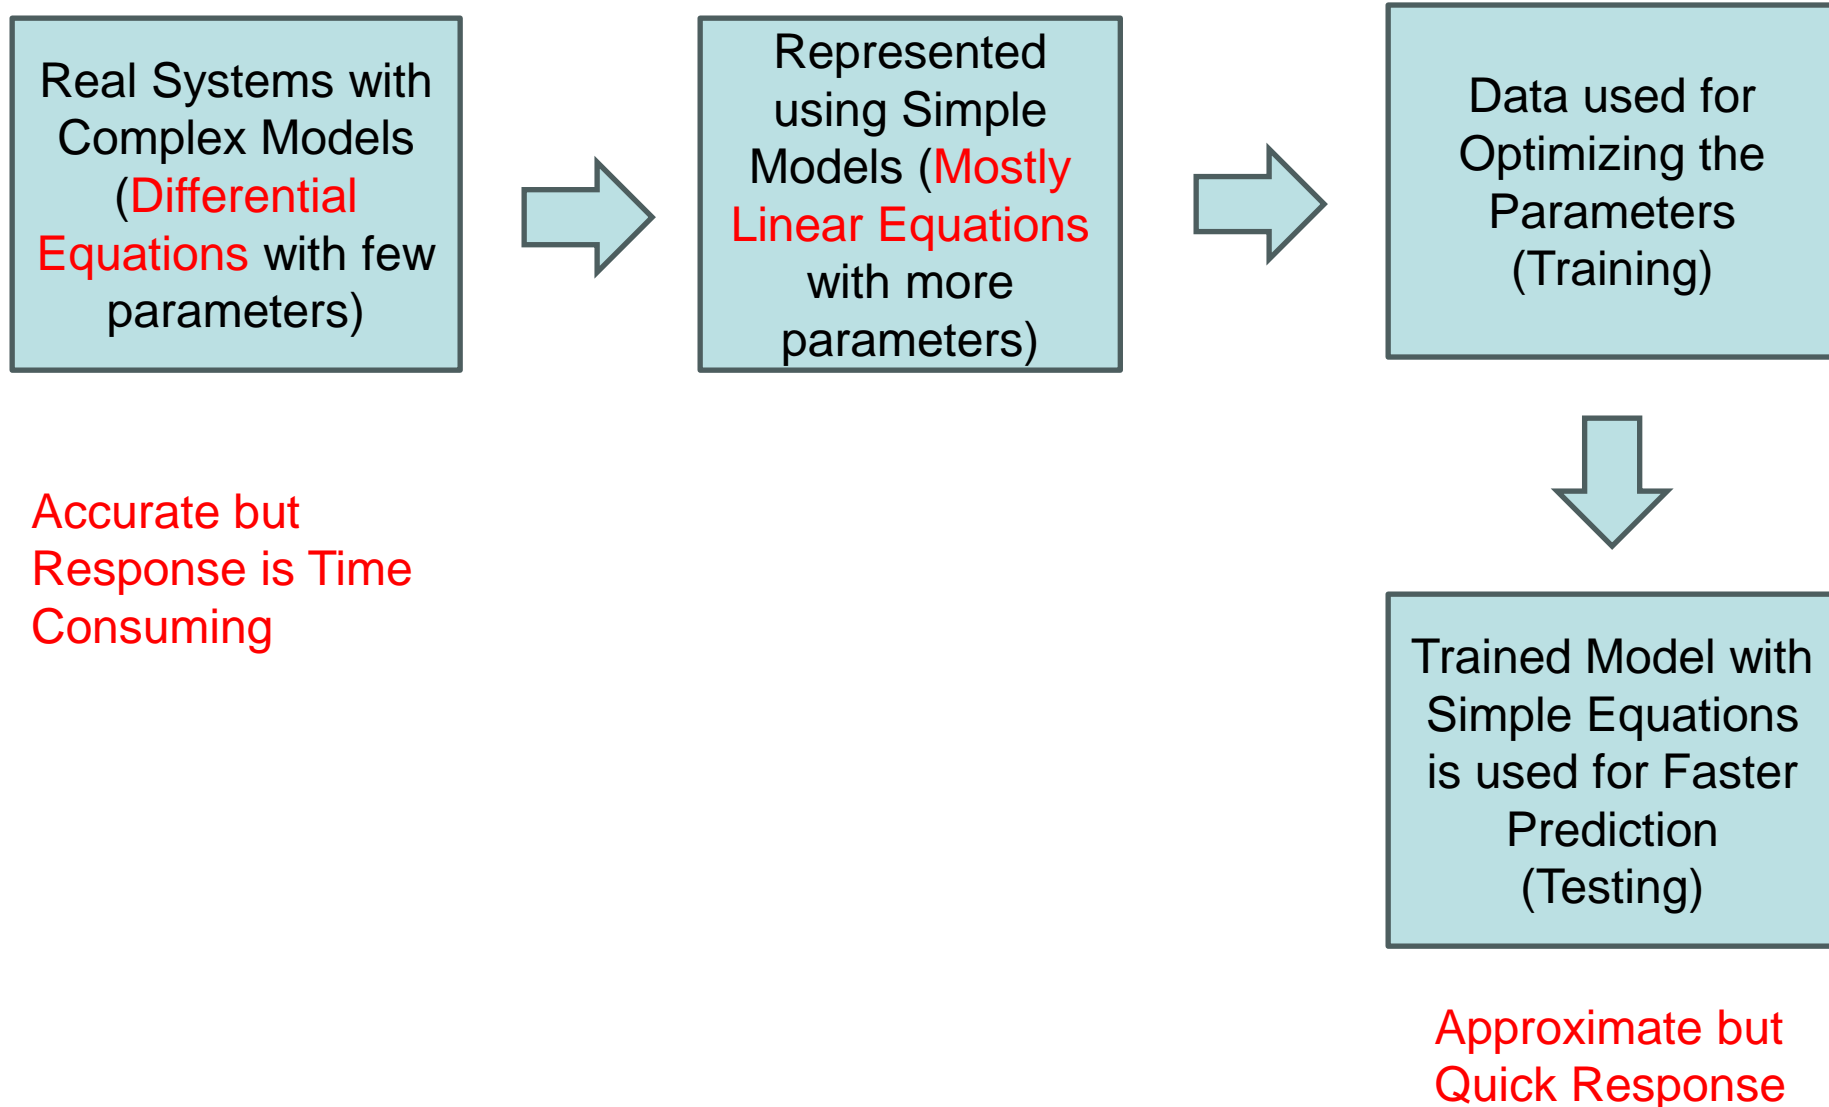 Real Systems with
Complex Models
(Differential
Equations with few
parameters)
Represented
using Simple
Models (Mostly
Linear Equations
with more
parameters)
Data used for
Optimizing the
Parameters
(Training)
Accurate but
Response is Time
Consuming
Trained Model with
Simple Equations
is used for Faster
Prediction
(Testing)
Approximate but
Quick Response